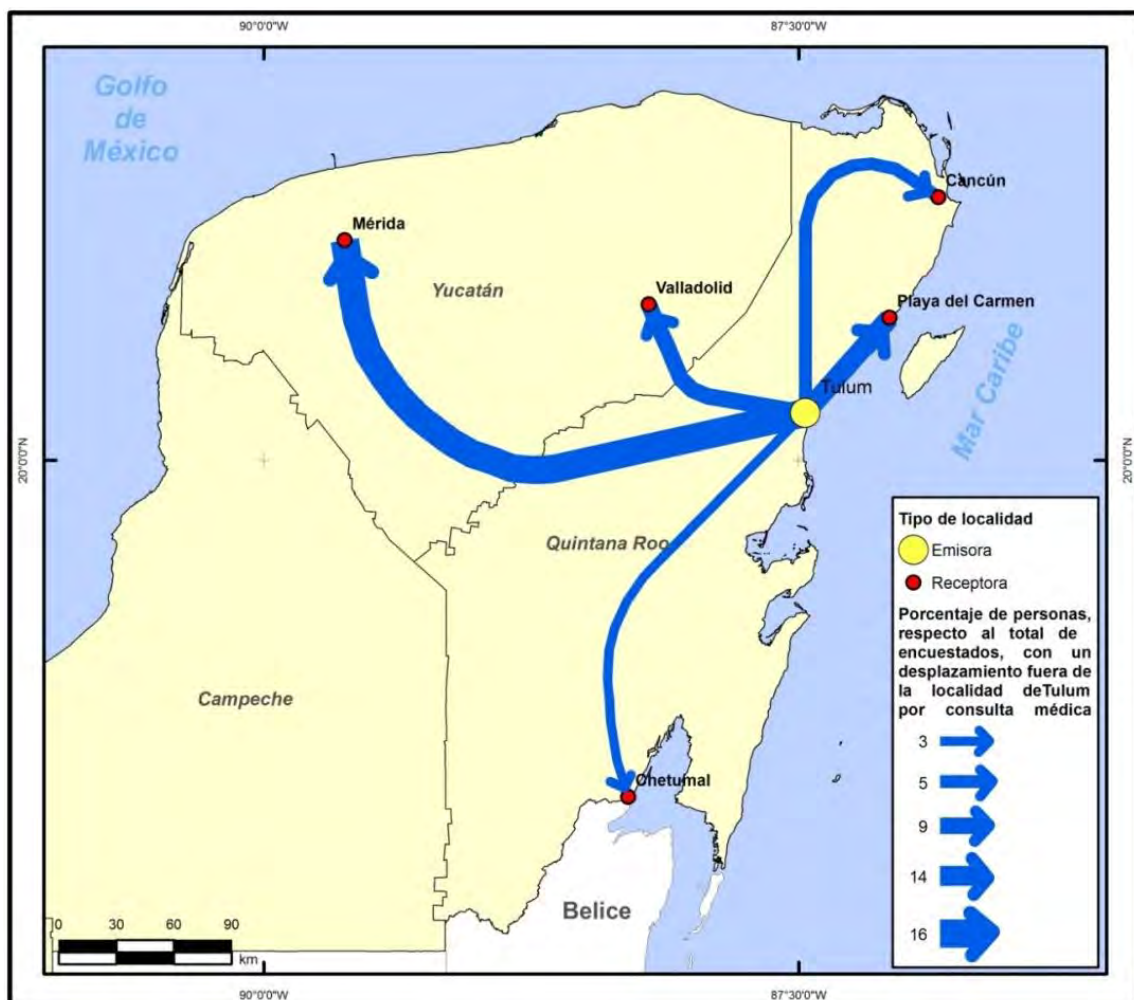 90°0'0"W
87°30'0"W
Golfo
de
México
Cancún
Mérida
Valladolid
Yucatán
Playa del Carmen
Tulum
Mar Caribe
20°0'0"N
20°0'0"N
Quintana Roo
Campeche
Chetumal
Belice
Tipo de localidad
Emisora
Receptora
Porcentaje de personas,
respecto al total de
encuestados, con un
desplazamiento fuera de
la localidad deTulum
por consulta médica
3
5
9
14
16
0 30 60 90
km
90°0'0"W
87°30'0"W